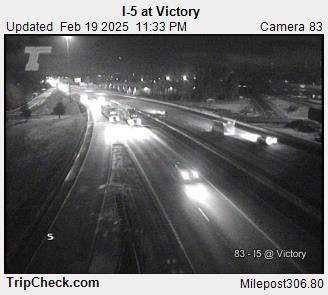 I-5 at Victory
Updated Feb 19 2025 11:33 PM Camera 83
T
S
83 - I5 @ Victory
TripCheck.com Milepost306.80